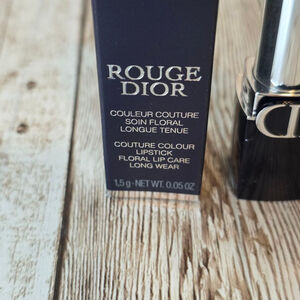 ROUGE
DIOR
COULEUR COUTURE
SOIN FLORAL
LONGUE TENUE
COUTURE COLOUR
LIPSTICK
FLORAL LIP CARE
LONG WEAR
1,5 g - NET WT. 0.05 OZ